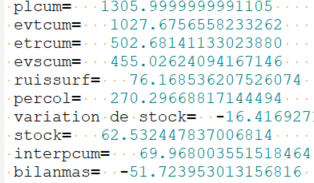 plcum= 1305.9999999991105
evtcum= 1027.6756558233262
etrcum= 502.68141133023880
evscum= 455.02624094167146
ruissurf= 76.168536207526074
percol= 270.29668817144494
variation de stock= -16.416927
stock= 62.532447837006814
interpcum= 69.968003551518464
bilanmas= -51.723953013156816